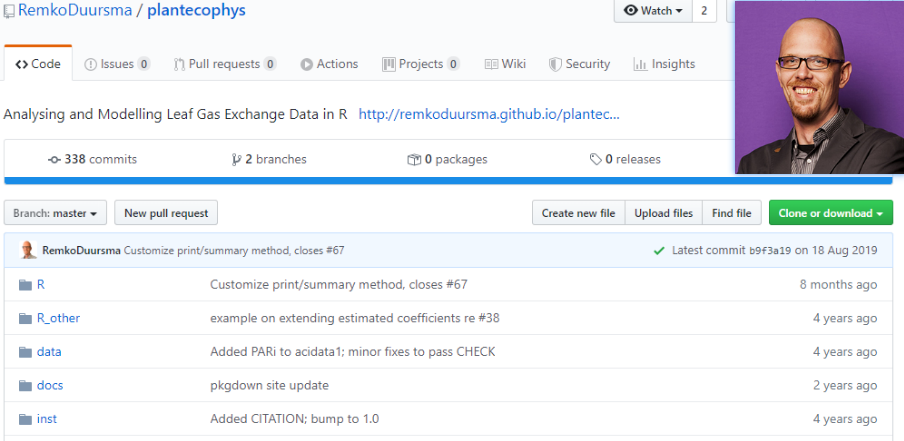 RemkoDuursma / plantecophys
Watch 2
Code Issues 0 Pull requests 0 Actions Projects 0 Wiki Security Insights
Analysing and Modelling Leaf Gas Exchange Data in R http://remkoduursma.github.io/plantec...
338 commits 2 branches 0 packages 0 releases
Branch: master New pull request Create new file Upload files Find file Clone or download
RemkoDuursma Customize print/summary method, closes #67 Latest commit b9f3a19 on 18 Aug 2019
R Customize print/summary method, closes #67 8 months ago
R_other example on extending estimated coefficients re #38 4 years ago
data Added PARi to acidata1; minor fixes to pass CHECK 4 years ago
docs pkgdown site update 2 years ago
inst Added CITATION; bump to 1.0 4 years ago